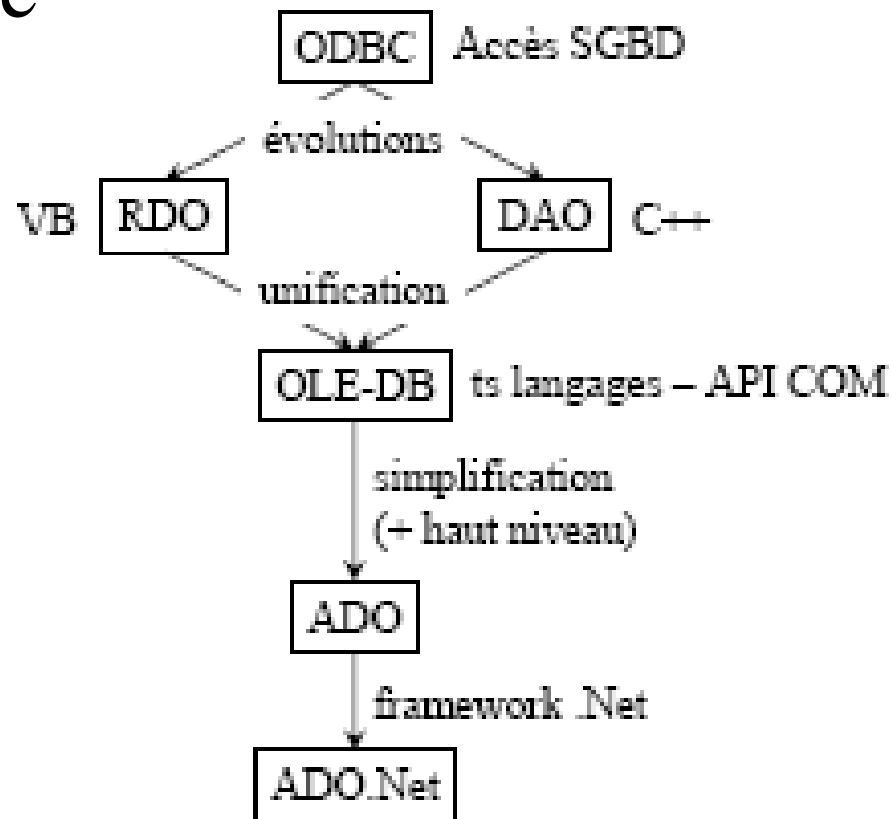 ODBC Accès SGBD
évolutions
VB RDO DAO C++
unification
OLE-DB ts langages – API COM
simplification
(+ haut niveau)
ADO
framework .Net
ADO.Net